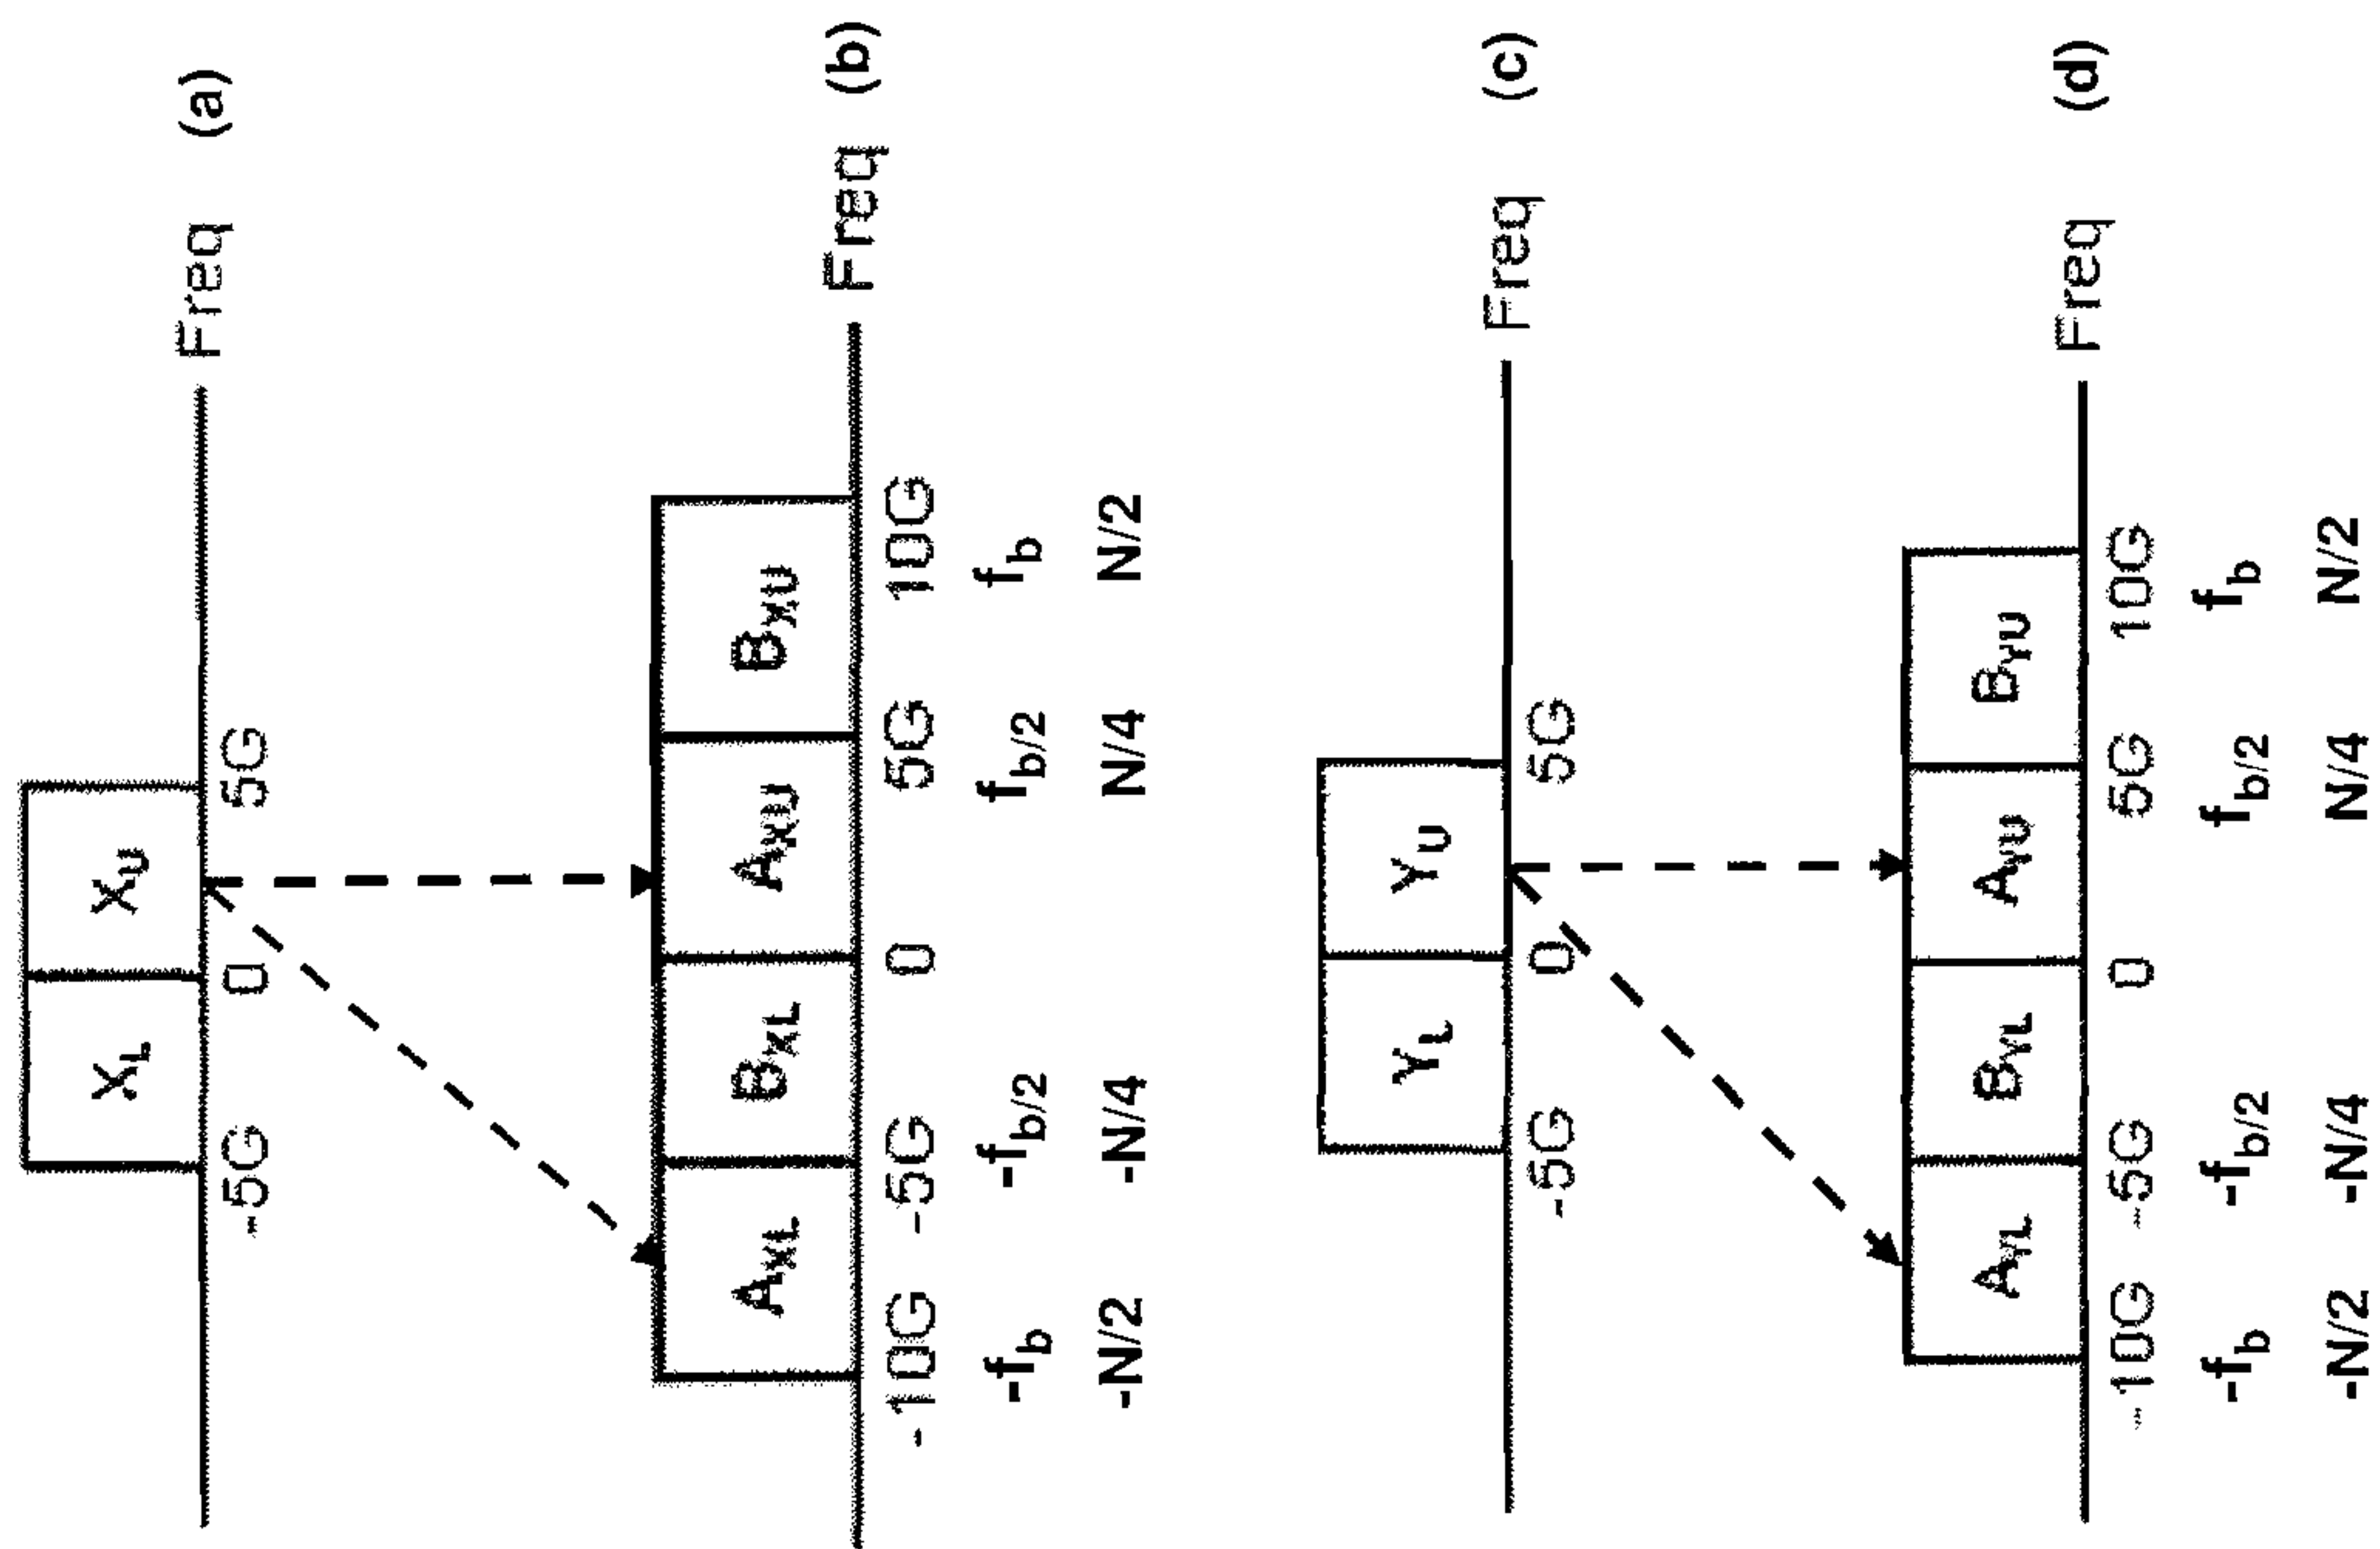 X_L X_U
-5G 0 5G Freq (a)
A_XL B_XL A_XU B_XU
-10G -5G 0 5G 10G Freq (b)
-f_b -f_b/2 f_b/2 f_b
-N/2 -N/4 N/4 N/2
Y_L Y_U
-5G 0 5G Freq (c)
A_YL B_YL A_YU B_YU
-10G -5G 0 5G 10G Freq (d)
-f_b -f_b/2 f_b/2 f_b
-N/2 -N/4 N/4 N/2